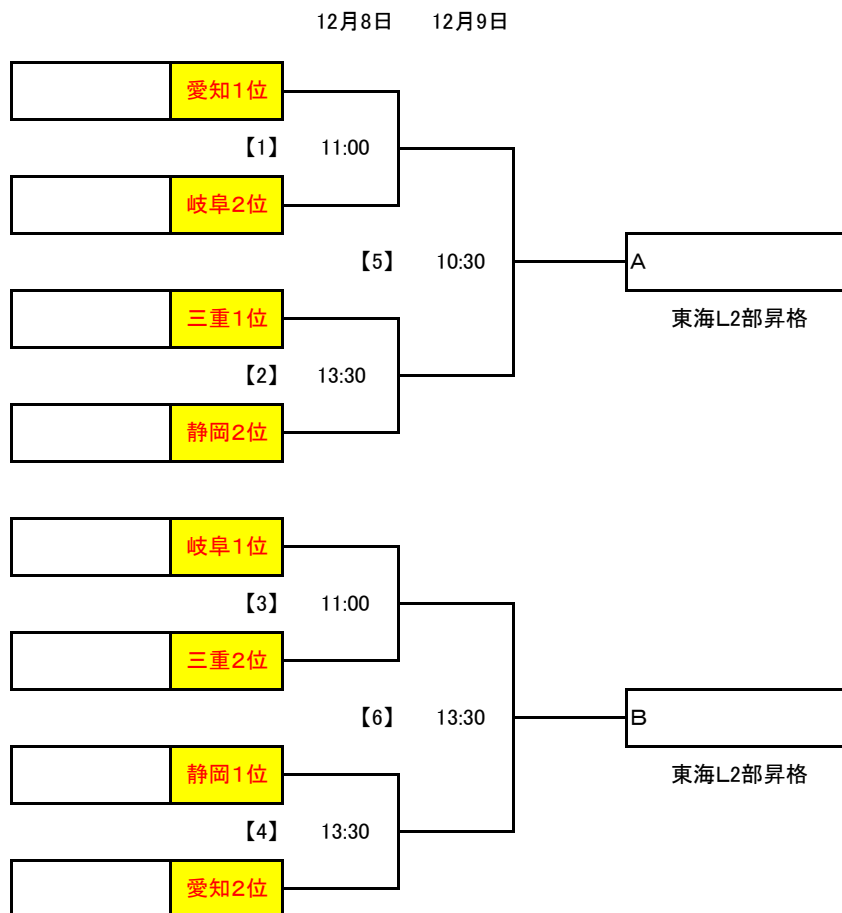 12月8日 12月9日
愛知１位
【1】 11:00
岐阜２位
【5】 10:30
A
三重１位
東海L2部昇格
【2】 13:30
静岡２位
岐阜１位
【3】 11:00
三重２位
【6】 13:30
B
静岡１位
東海L2部昇格
【4】 13:30
愛知２位